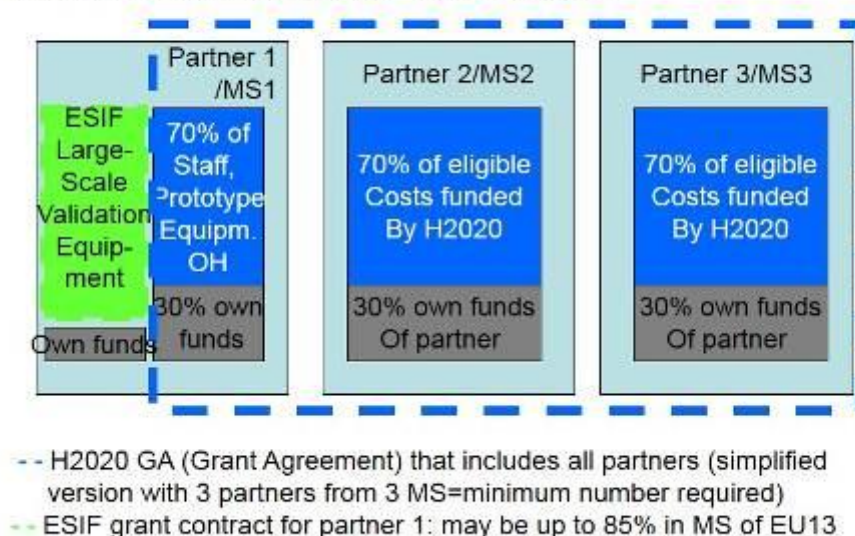 Partner 1
/MS1
ESIF
Large-
Scale
Validation
Equip-
ment
Own funds
70% of
Staff,
Prototype
Equipm.
OH
30% own
funds
Partner 2/MS2
70% of eligible
Costs funded
By H2020
30% own funds
Of partner
Partner 3/MS3
70% of eligible
Costs funded
By H2020
30% own funds
Of partner
H2020 GA (Grant Agreement) that includes all partners (simplified
version with 3 partners from 3 MS=minimum number required)
ESIF grant contract for partner 1: may be up to 85% in MS of EU13